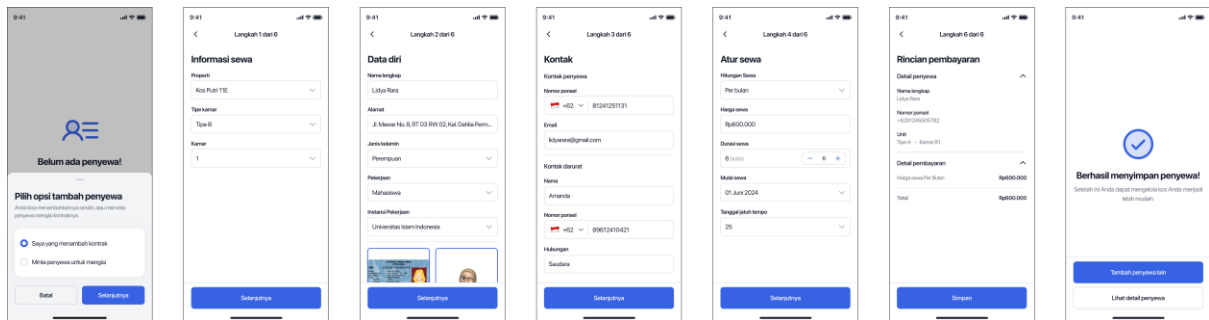 9:41
Belum ada penyewa!
Pilih opsi tambah penyewa
Anda bisa menambahkannya sendiri, atau meminta
penyewa mengisi kontraknya.
Saya yang menambah kontrak
Minta penyewa untuk mengisi
Batal
Selanjutnya
9:41
Langkah 1 dari 6
Informasi sewa
Properti
Kos Putri 11E
Tipe kamar
Tipe B
Kamar
1
Selanjutnya
9:41
Langkah 2 dari 6
Data diri
Nama lengkap
Lidya Rara
Alamat
Jl. Mawar No. 8, RT 03 RW 02, Kel. Dahlia Perm...
Jenis kelamin
Perempuan
Pekerjaan
Mahasiswa
Instansi Pekerjaan
Universitas Islam Indonesia
Selanjutnya
9:41
Langkah 3 dari 6
Kontak
Kontak penyewa
Nomor ponsel
+62 81241251131
Email
lidyarara@gmail.com
Kontak darurat
Nama
Amanda
Nomor ponsel
+62 89612410421
Hubungan
Saudara
Selanjutnya
9:41
Langkah 4 dari 6
Atur sewa
Hitungan Sewa
Per bulan
Harga sewa
Rp600.000
Durasi sewa
6 bulan - 6 +
Mulai sewa
01 Juni 2024
Tanggal jatuh tempo
25
Selanjutnya
9:41
Langkah 6 dari 6
Rincian pembayaran
Detail penyewa
Nama lengkap
Lidya Rara
Nomor ponsel
Unit
Tipe A • Kamar B1
Detail pembayaran
Harga sewa Per Bulan Rp600.000
Total Rp600.000
Simpan
9:41
Berhasil menyimpan penyewa!
Setelah ini Anda dapat mengelola kos Anda menjadi
lebih mudah.
Tambah penyewa lain
Lihat detail penyewa